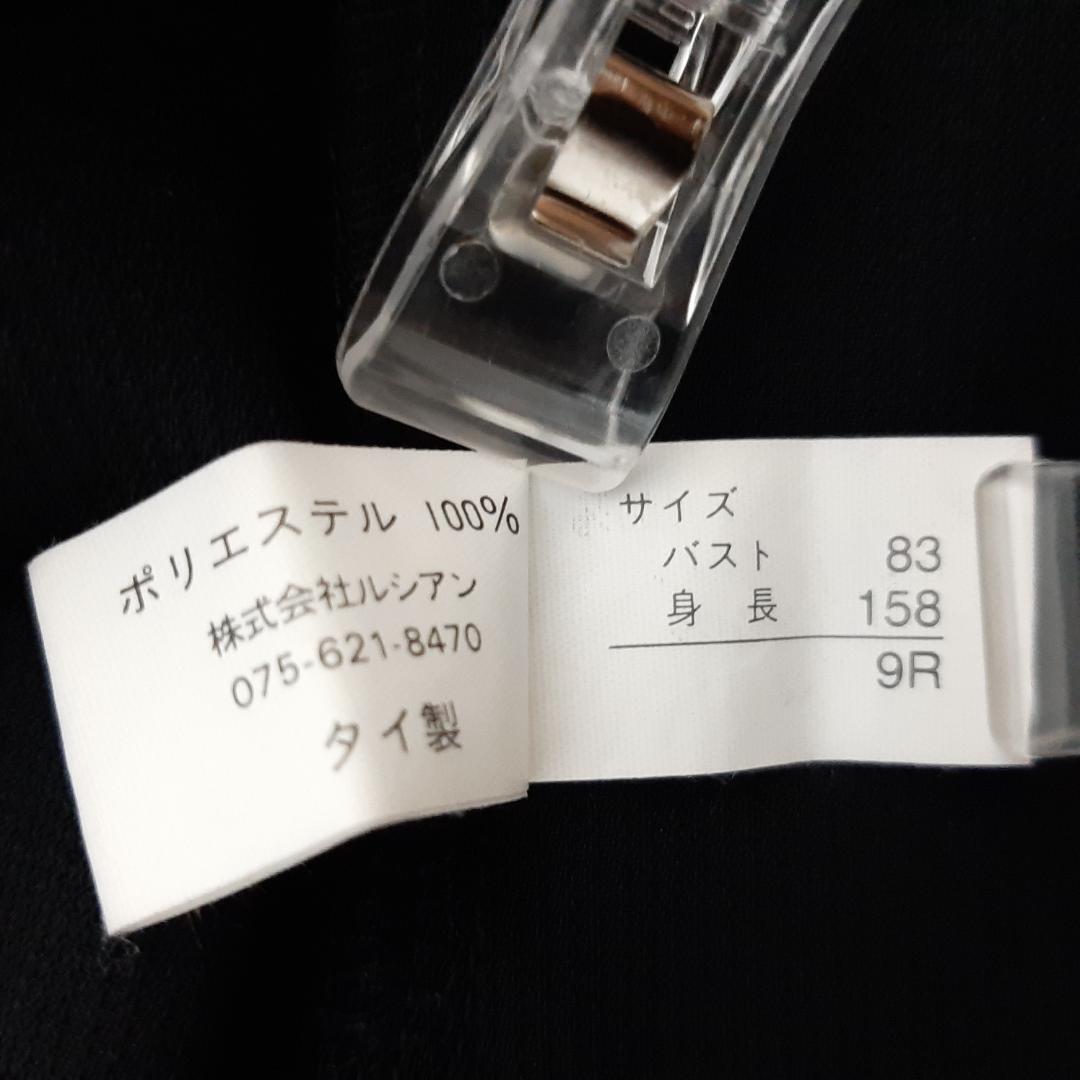 ポリエステル 100%
株式会社ルシアン
075-621-8470
タイ製
サイズ
バスト 83
身長 158
9R